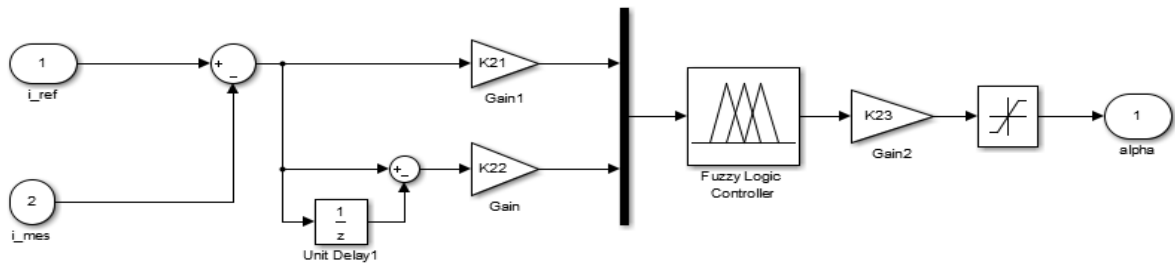 1
i_ref
+
-
K21
Gain1
+
-
K22
Gain
1
z
Unit Delay1
2
i_mes
Fuzzy Logic
Controller
K23
Gain2
1
alpha